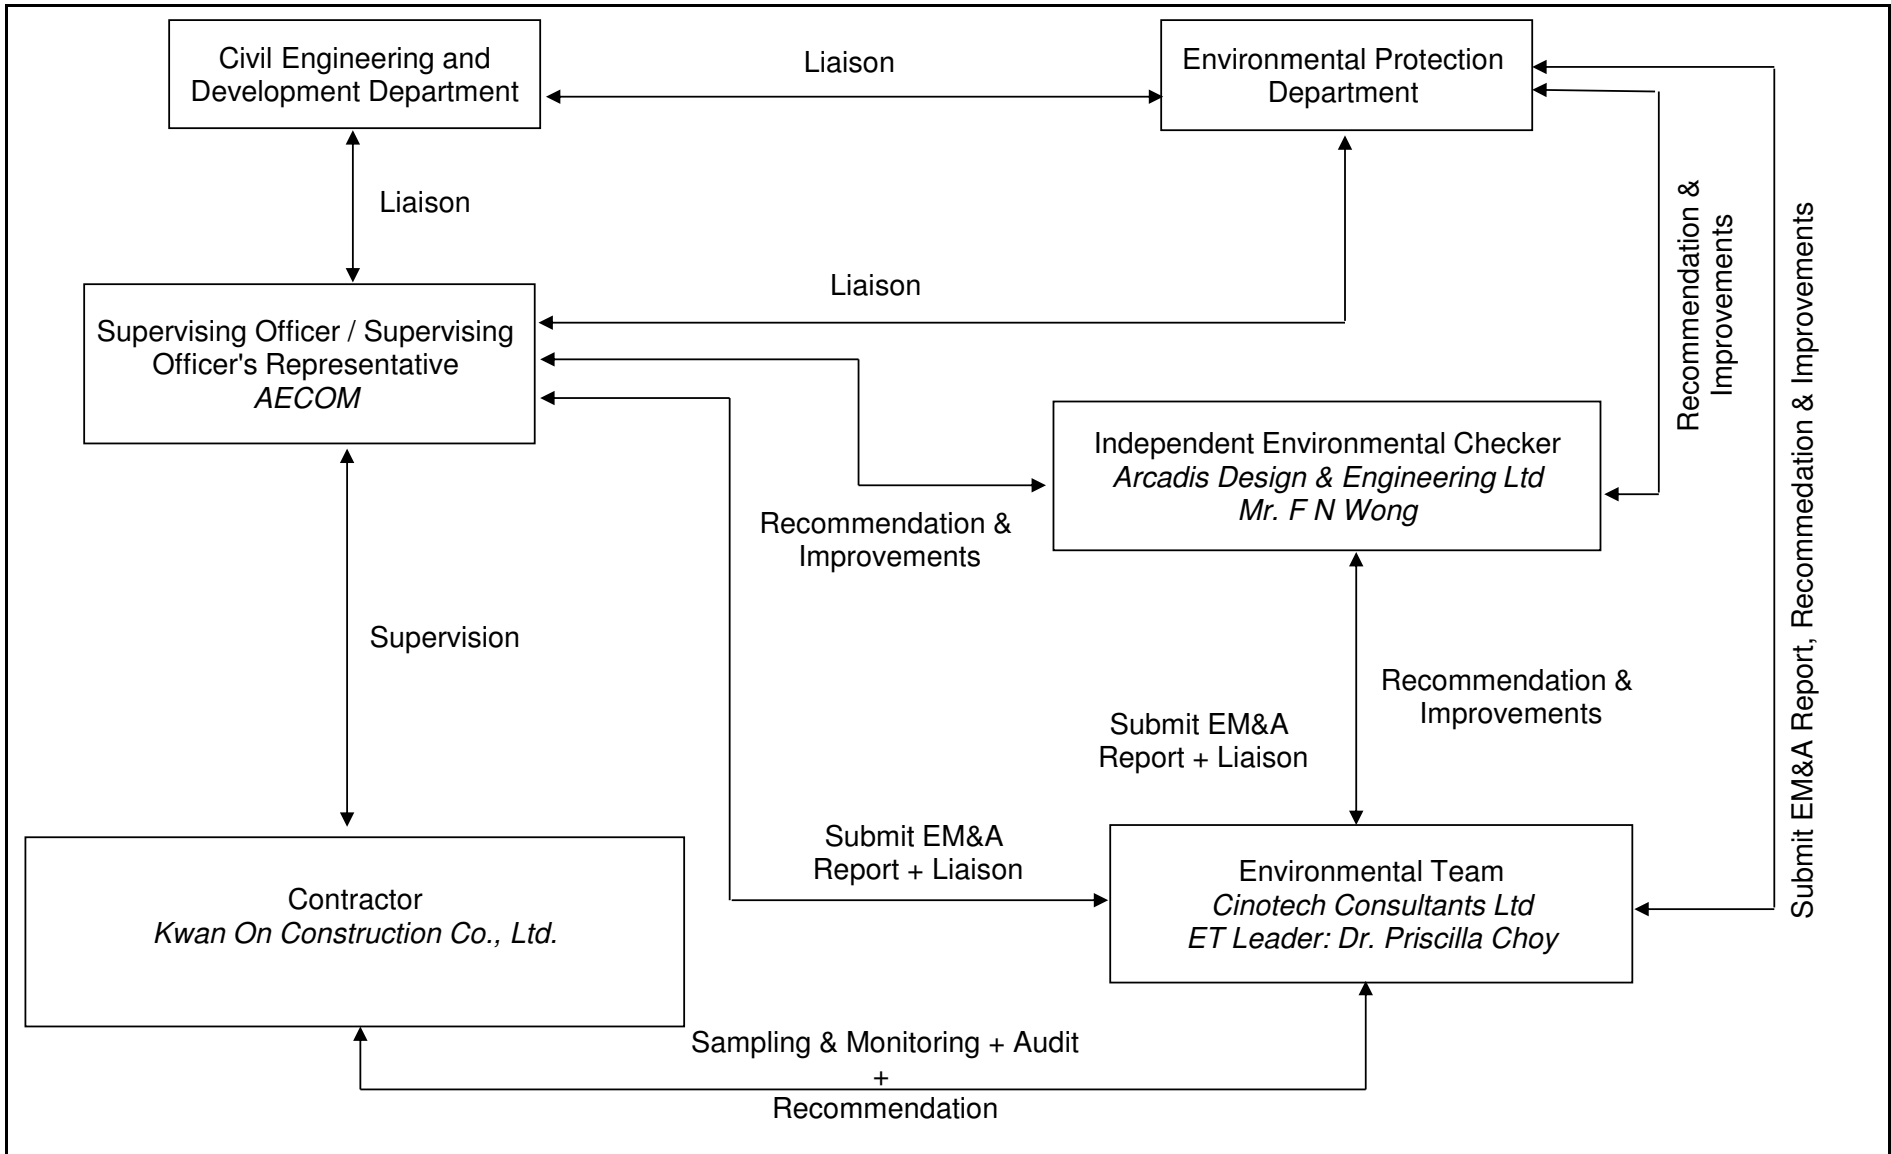 Civil Engineering and
Development Department
Liaison
Environmental Protection
Department
Liaison
Liaison
Recommendation &
Improvements
Submit EM&A Report, Recommedation & Improvements
Supervising Officer / Supervising
Officer's Representative
AECOM
Independent Environmental Checker
Arcadis Design & Engineering Ltd
Mr. F N Wong
Recommendation &
Improvements
Supervision
Recommendation &
Improvements
Submit EM&A
Report + Liaison
Submit EM&A
Report + Liaison
Contractor
Kwan On Construction Co., Ltd.
Environmental Team
Cinotech Consultants Ltd
ET Leader: Dr. Priscilla Choy
Sampling & Monitoring + Audit
+
Recommendation